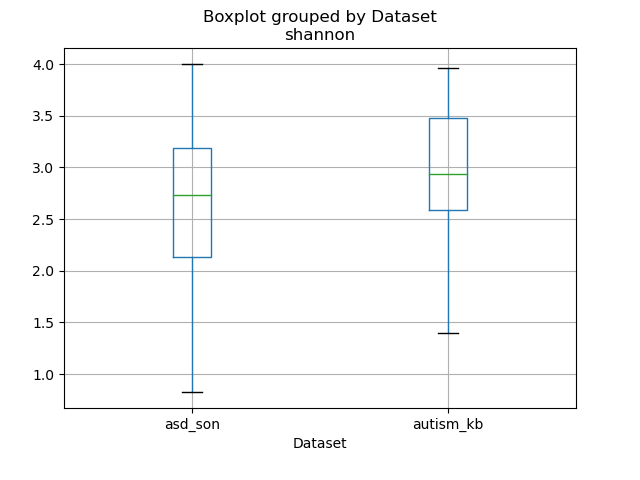 Boxplot grouped by Dataset
shannon
4.0
3.5
3.0
2.5
2.0
1.5
1.0
asd_son autism_kb
Dataset